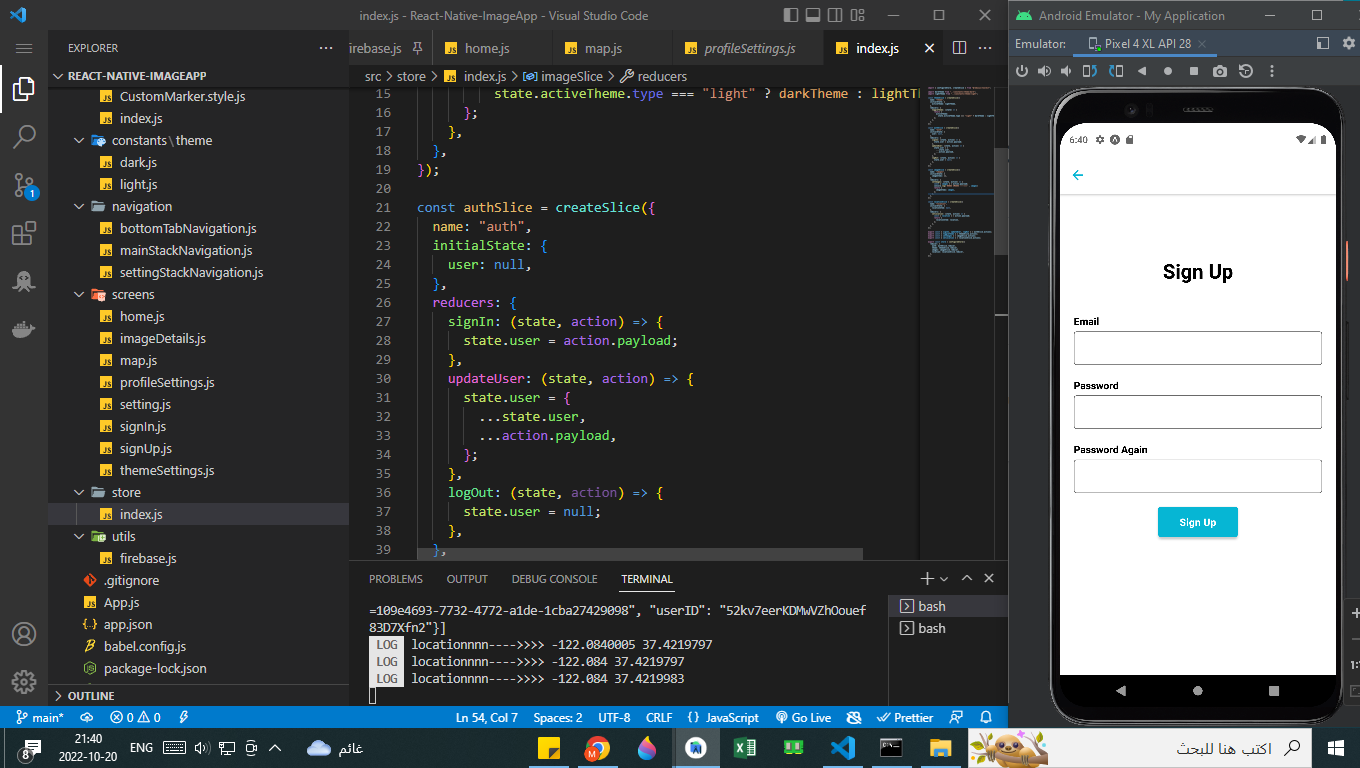 index.js - React-Native-ImageApp - Visual Studio Code
EXPLORER
REACT-NATIVE-IMAGEAPP
CustomMarker.style.js
index.js
constants\theme
dark.js
light.js
navigation
bottomTabNavigation.js
mainStackNavigation.js
settingStackNavigation.js
screens
home.js
imageDetails.js
map.js
profileSettings.js
setting.js
signIn.js
signUp.js
themeSettings.js
store
index.js
utils
firebase.js
.gitignore
App.js
app.json
babel.config.js
package-lock.json
OUTLINE
1
irebase.js
home.js
map.js
profileSettings.js
index.js
src > store > index.js > imageSlice > reducers
15 state.activeTheme.type === "light" ? darkTheme : lightTh
16 };
17 },
18 },
19 });
20
21 const authSlice = createSlice({
22 name: "auth",
23 initialState: {
24 user: null,
25 },
26 reducers: {
27 signIn: (state, action) => {
28 state.user = action.payload;
29 },
30 updateUser: (state, action) => {
31 state.user = {
32 ...state.user,
33 ...action.payload,
34 };
35 },
36 logOut: (state, action) => {
37 state.user = null;
38 },
39 },
PROBLEMS OUTPUT DEBUG CONSOLE TERMINAL
=109e4693-7732-4772-a1de-1cba27429098", "userID": "52kv7eerKDMwVZhOouef
83D7Xfn2"}]
LOG locationnnn---->>>> -122.0840005 37.4219797
LOG locationnnn---->>>> -122.084 37.4219797
LOG locationnnn---->>>> -122.084 37.4219983
bash
bash
main* 0 0 Ln 54, Col 7 Spaces: 2 UTF-8 CRLF {} JavaScript Go Live Prettier
Android Emulator - My Application
Emulator: Pixel 4 XL API 28
6:40
Sign Up
Email
Password
Password Again
Sign Up
1:1
8
21:40
2022-10-20
ENG
غائم
اكتب هنا للبحث